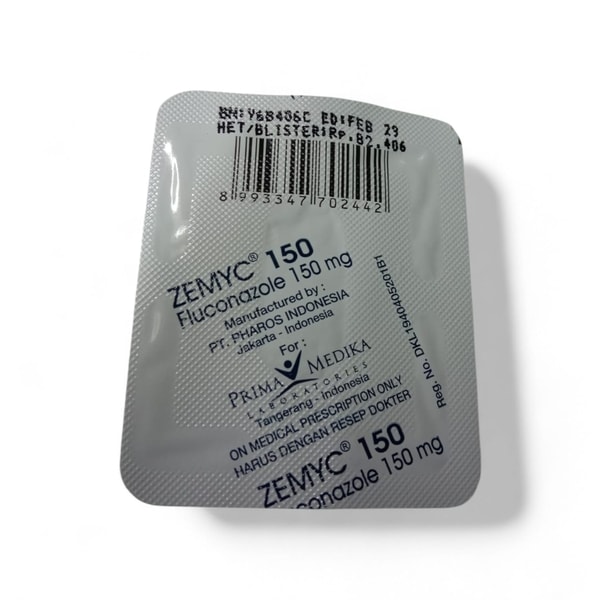 BN:Y6B406C ED:FEB 23
HET/BLISTER:Rp.82.406
8 993347 702442
ZEMYC® 150
Fluconazole 150 mg
Manufactured by :
PT. PHAROS INDONESIA
Jakarta - Indonesia
For :
PRIMA MEDIKA
LABORATORIES
Tangerang - Indonesia
ON MEDICAL PRESCRIPTION ONLY
HARUS DENGAN RESEP DOKTER
Reg. No. DKL1940405201B1
ZEMYC® 150
conazole 150 mg